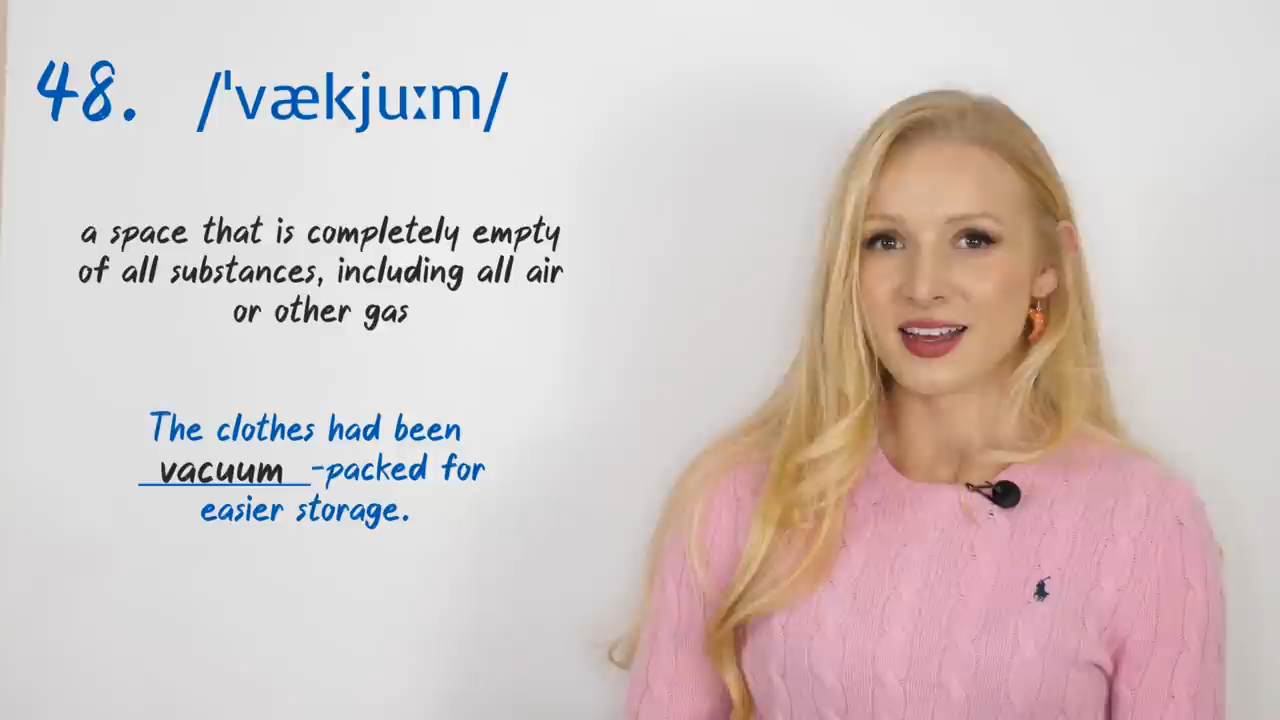 48. /ˈvækjuːm/
a space that is completely empty
of all substances, including all air
or other gas
The clothes had been
vacuum -packed for
easier storage.